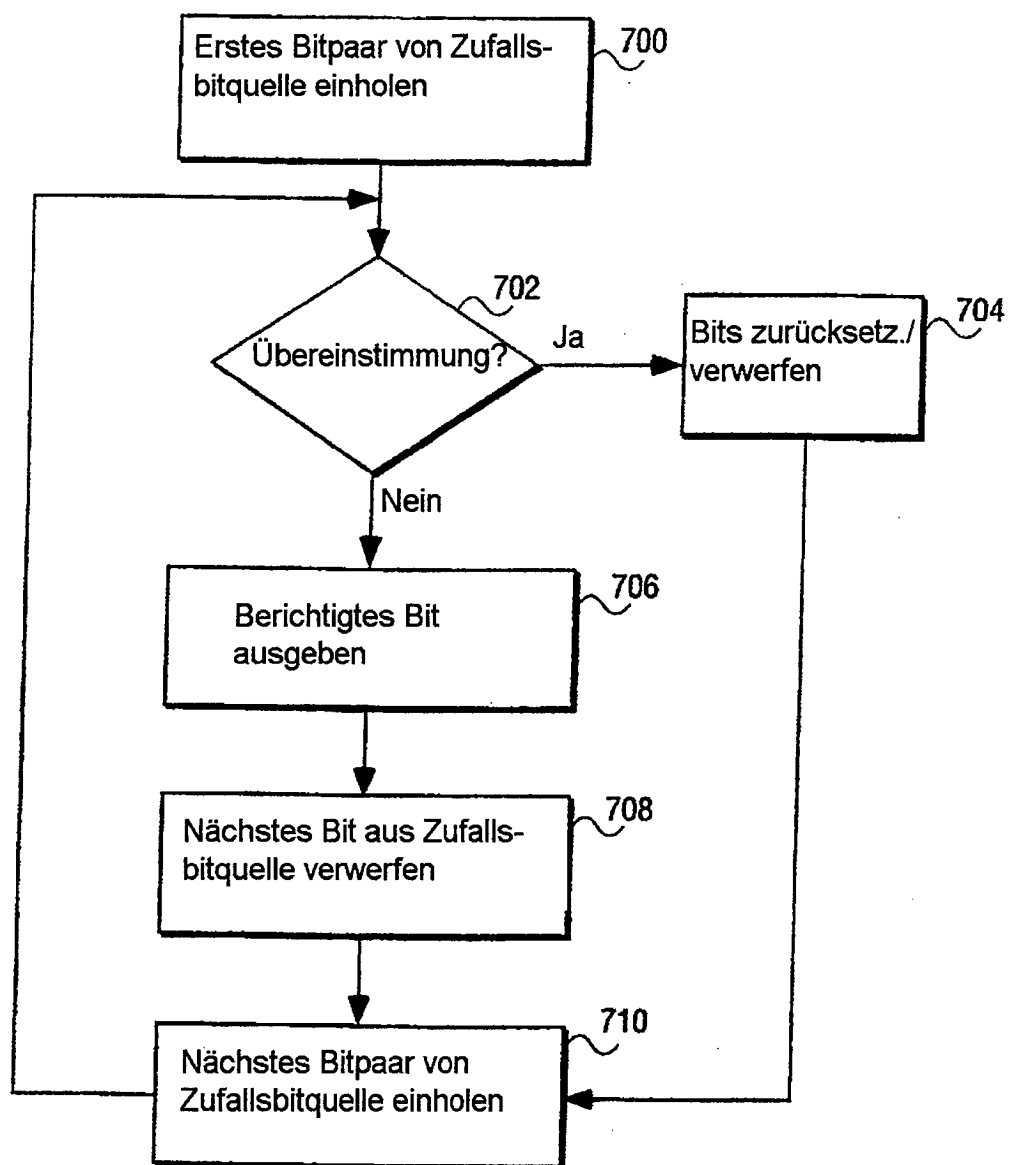 Erstes Bitpaar von Zufalls-
bitquelle einholen
700
702
Übereinstimmung?
Ja
Bits zurücksetz./
verwerfen
704
Nein
Berichtigtes Bit
ausgeben
706
Nächstes Bit aus Zufalls-
bitquelle verwerfen
708
Nächstes Bitpaar von
Zufallsbitquelle einholen
710